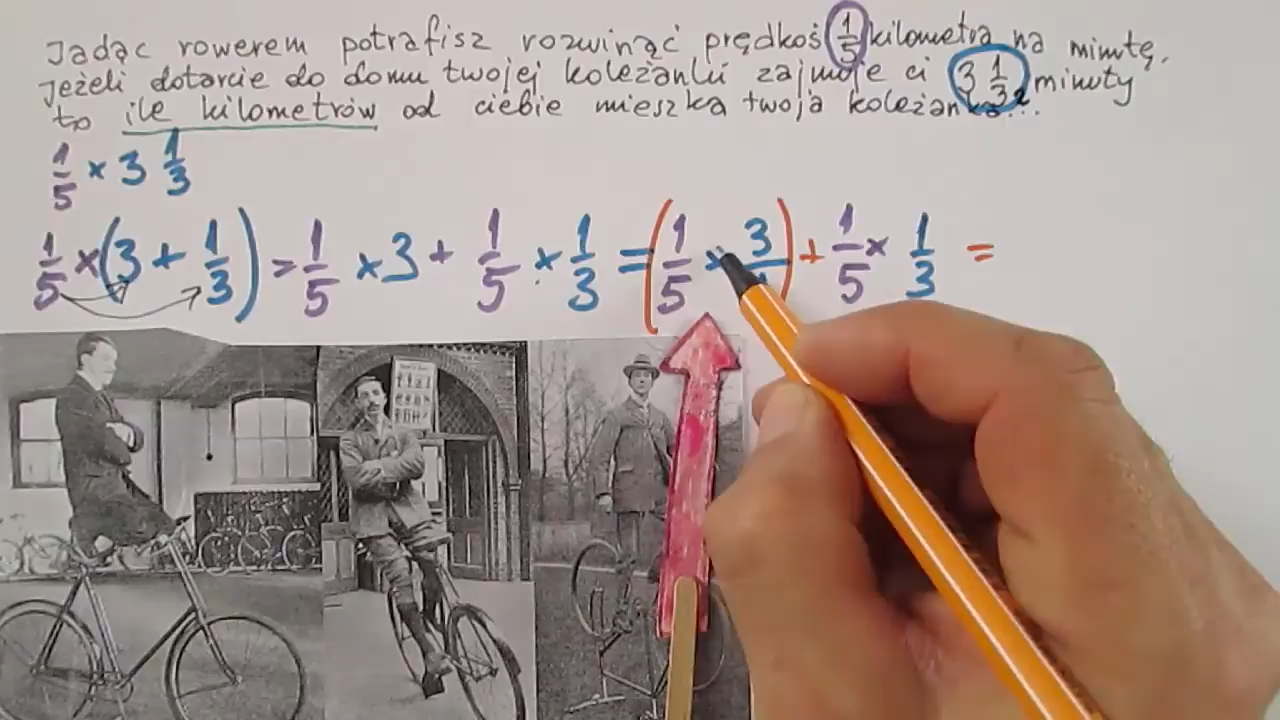 Jadąc rowerem potrafisz rozwinąć prędkoś 1/5 kilometra na minutę.
Jeżeli dotarcie do domu twojej koleżanki zajmuje ci 3 1/3 minuty
to ile kilometrów od ciebie mieszka twoja
1/5 × 3 1/3
1/5 × (3 + 1/3) = 1/5 × 3 + 1/5 × 1/3 = (1/5 × 3/1) + 1/5 × 1/3 =